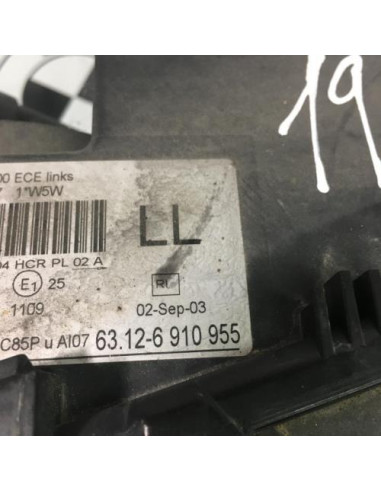 19
00 ECE links
1*W5W
LL
04 HCR PL 02 A
E1 25
RL
1109
02-Sep-03
C85P u AI07 63.12-6 910 955